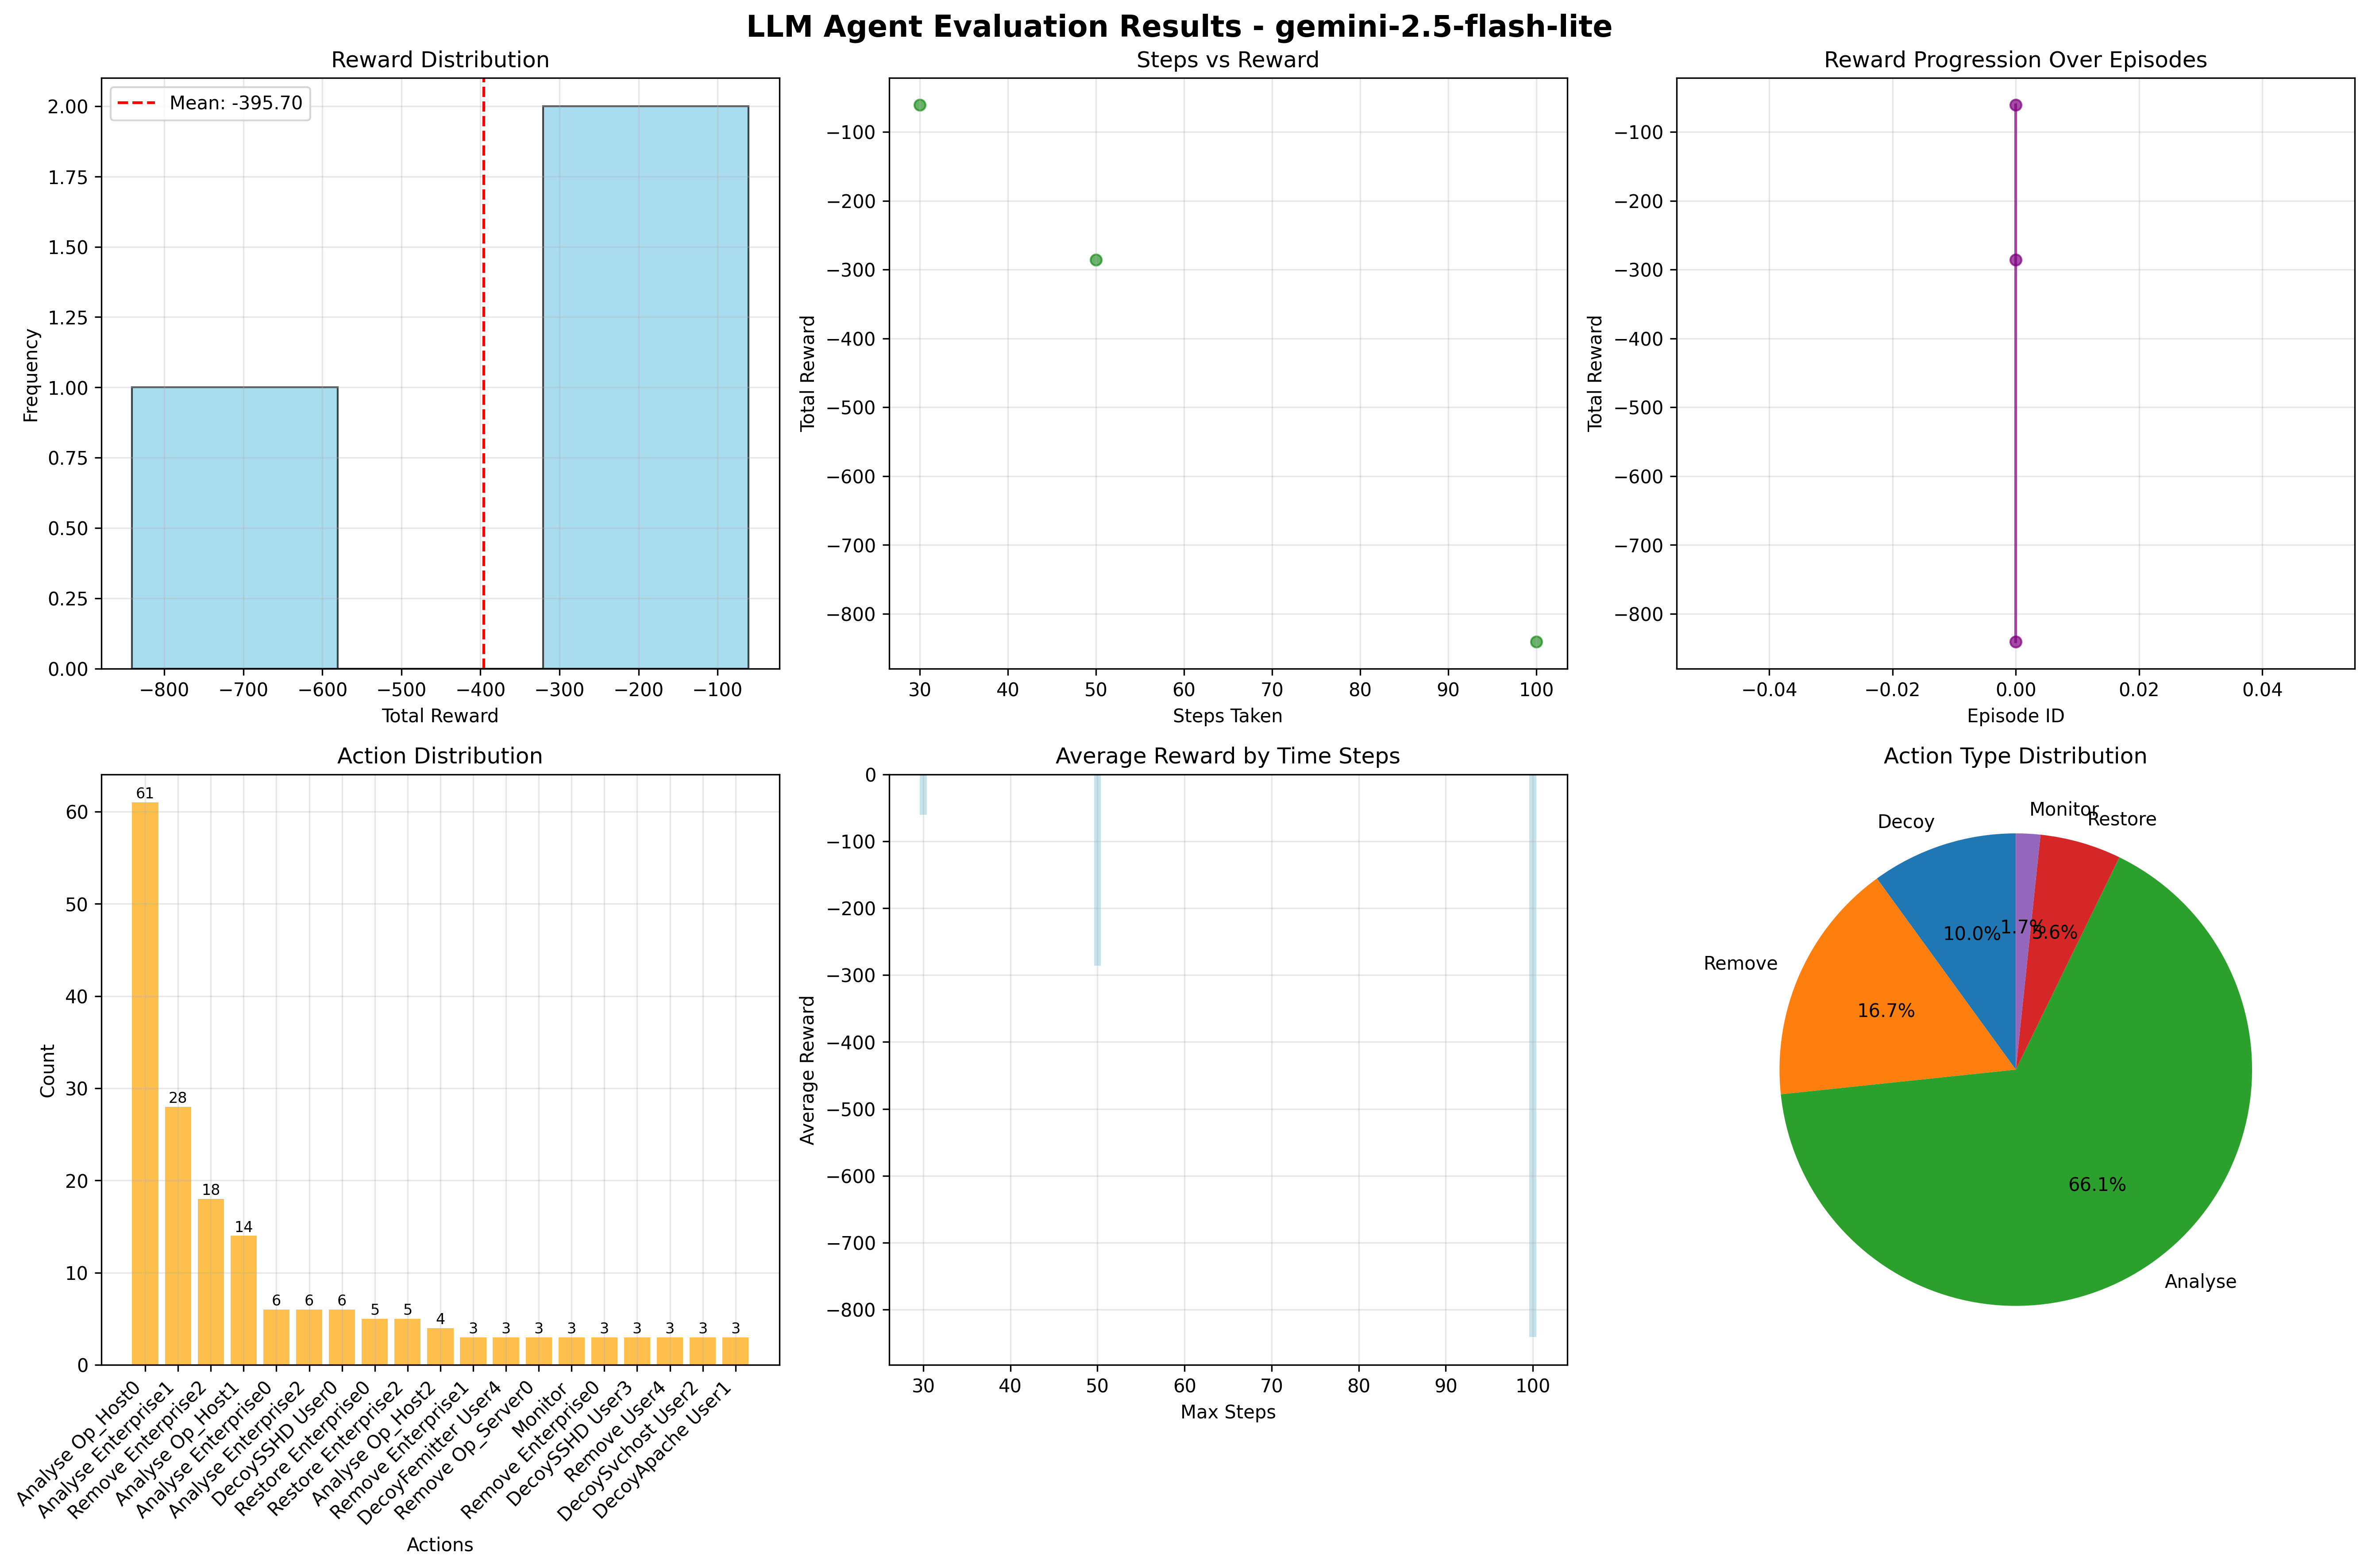 LLM Agent Evaluation Results - gemini-2.5-flash-lite
Reward Distribution
Mean: -395.70
Frequency
2.00
1.75
1.50
1.25
1.00
0.75
0.50
0.25
0.00
−800 −700 −600 −500 −400 −300 −200 −100
Total Reward
Steps vs Reward
Total Reward
−100
−200
−300
−400
−500
−600
−700
−800
30 40 50 60 70 80 90 100
Steps Taken
Reward Progression Over Episodes
Total Reward
−100
−200
−300
−400
−500
−600
−700
−800
−0.04 −0.02 0.00 0.02 0.04
Episode ID
Action Distribution
Count
60
50
40
30
20
10
0
61 28 18 14 6 6 6 5 5 4 3 3 3 3 3 3 3 3 3
Analyse Op_Host0
Analyse Enterprise1
Remove Enterprise2
Analyse Op_Host1
Analyse Enterprise0
Analyse Enterprise2
DecoySSHD User0
Restore Enterprise0
Restore Enterprise2
Analyse Op_Host2
Remove Enterprise1
DecoyFemitter User4
Remove Op_Server0
Monitor
Remove Enterprise0
DecoySSHD User3
Remove User4
DecoySvchost User2
DecoyApache User1
Actions
Average Reward by Time Steps
Average Reward
0
−100
−200
−300
−400
−500
−600
−700
−800
30 40 50 60 70 80 90 100
Max Steps
Action Type Distribution
Monitor
Restore
Decoy
Remove
Analyse
10.0%
1.7%
5.6%
16.7%
66.1%